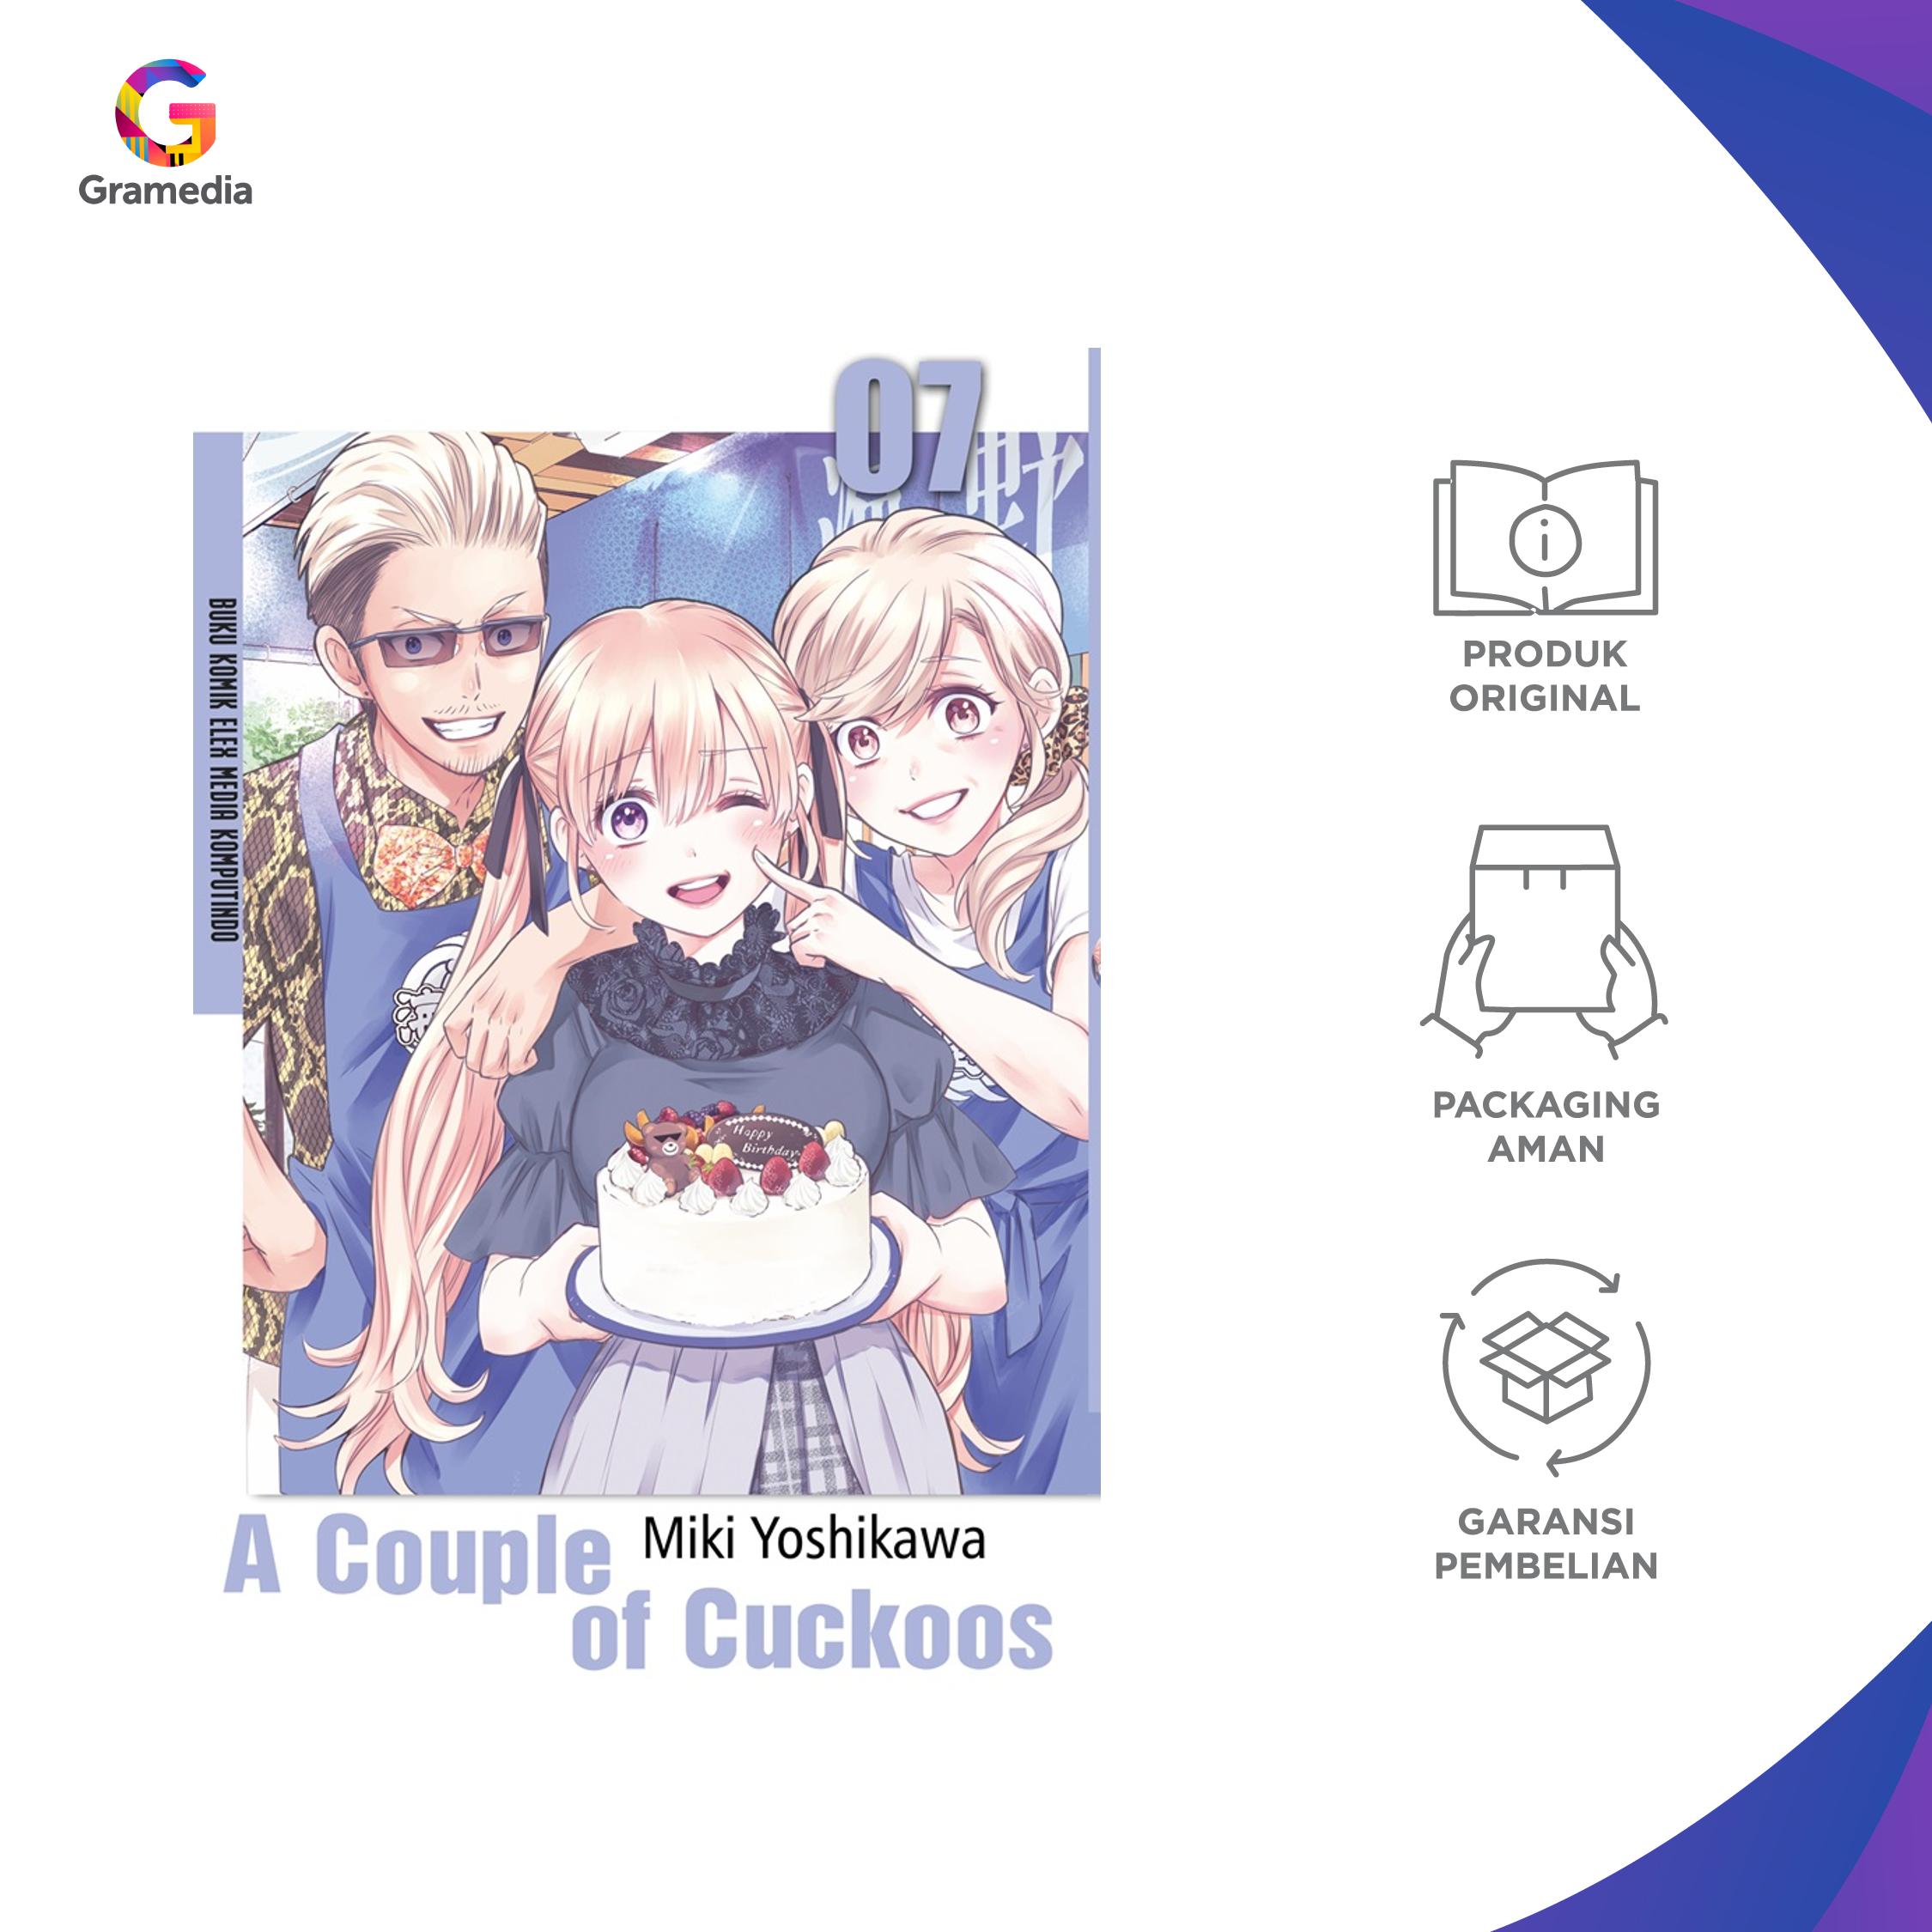 Gramedia
07
BUKU KOMIK ELEX MEDIA KOMPUTINDO
Happy
Birthday
A Couple
Miki Yoshikawa
of Cuckoos
PRODUK
ORIGINAL
PACKAGING
AMAN
GARANSI
PEMBELIAN